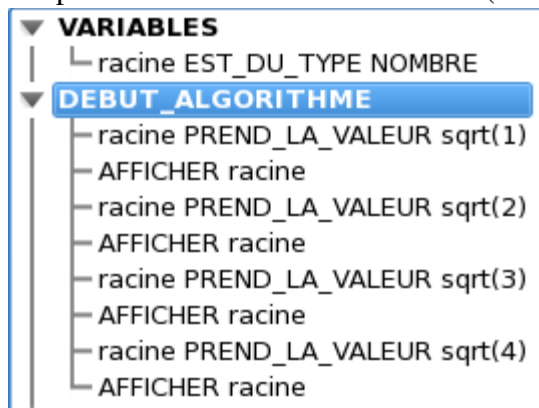 VARIABLES
racine EST_DU_TYPE NOMBRE
DEBUT_ALGORITHME
racine PREND_LA_VALEUR sqrt(1)
AFFICHER racine
racine PREND_LA_VALEUR sqrt(2)
AFFICHER racine
racine PREND_LA_VALEUR sqrt(3)
AFFICHER racine
racine PREND_LA_VALEUR sqrt(4)
AFFICHER racine